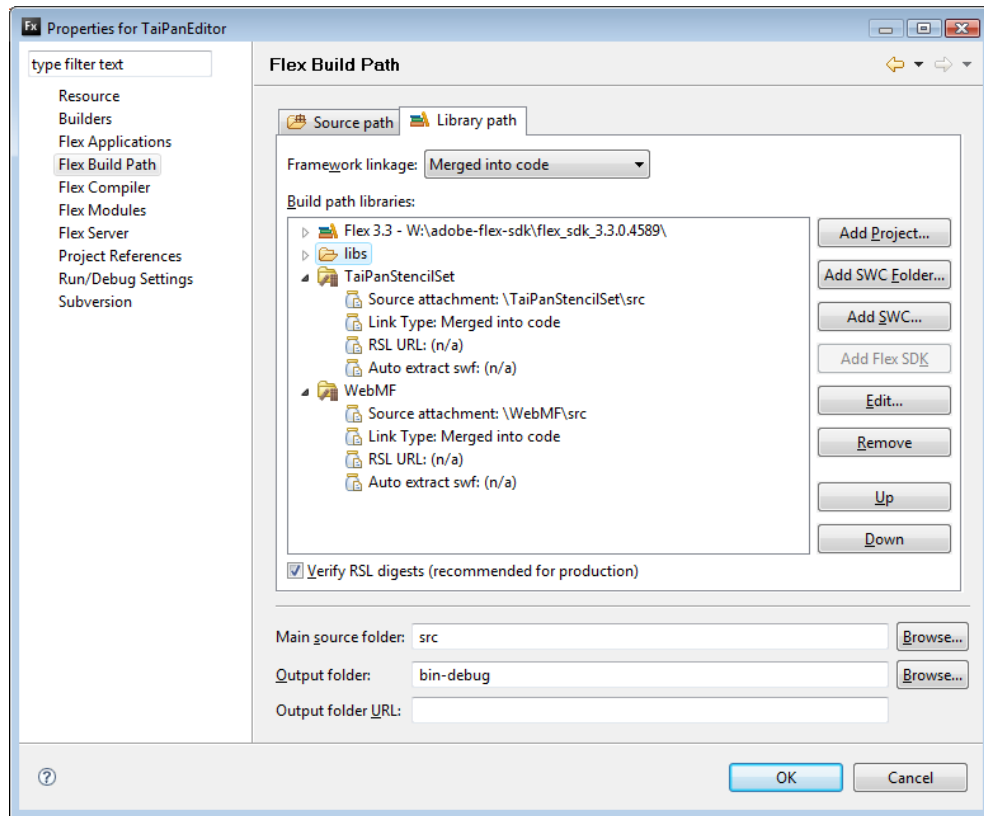 Fx Properties for TaiPanEditor
type filter text
Resource
Builders
Flex Applications
Flex Build Path
Flex Compiler
Flex Modules
Flex Server
Project References
Run/Debug Settings
Subversion
Flex Build Path
Source path
Library path
Framework linkage: Merged into code
Build path libraries:
Flex 3.3 - W:\adobe-flex-sdk\flex_sdk_3.3.0.4589\
libs
TaiPanStencilSet
Source attachment: \TaiPanStencilSet\src
Link Type: Merged into code
RSL URL: (n/a)
Auto extract swf: (n/a)
WebMF
Source attachment: \WebMF\src
Link Type: Merged into code
RSL URL: (n/a)
Auto extract swf: (n/a)
Add Project...
Add SWC Folder...
Add SWC...
Add Flex SDK
Edit...
Remove
Up
Down
Verify RSL digests (recommended for production)
Main source folder: src Browse...
Output folder: bin-debug Browse...
Output folder URL:
? OK Cancel